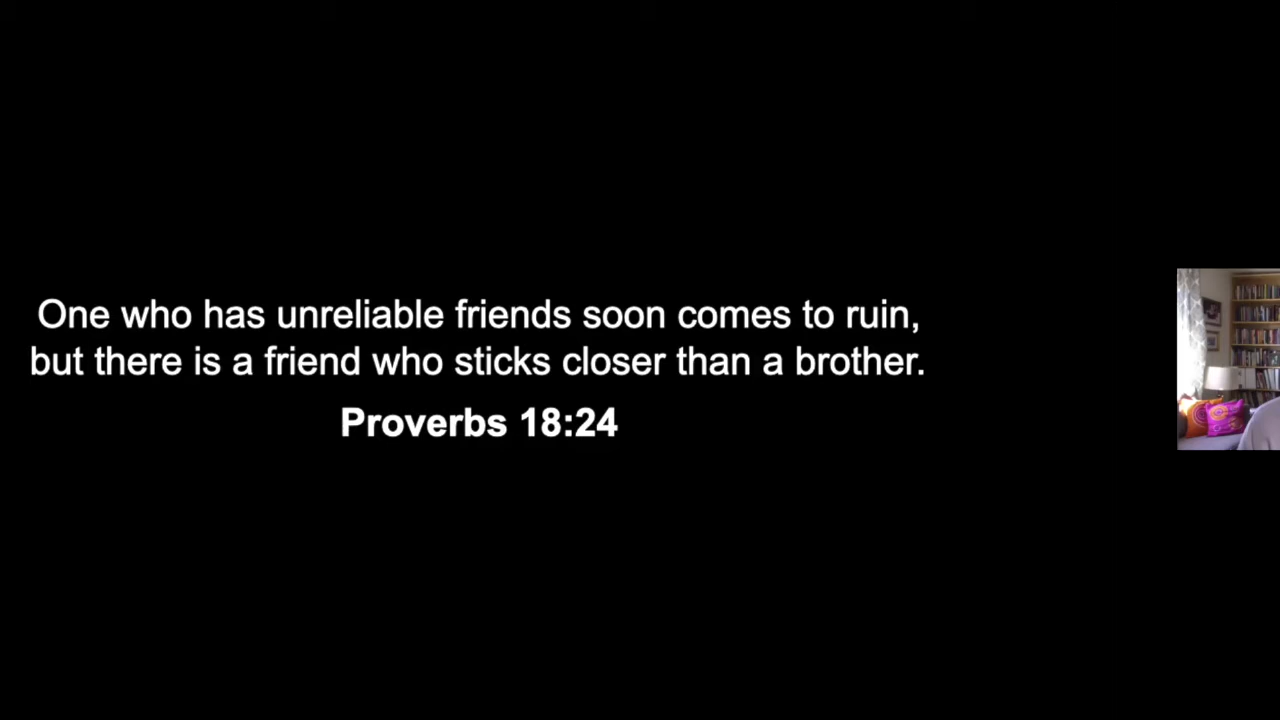 One who has unreliable friends soon comes to ruin,
but there is a friend who sticks closer than a brother.
Proverbs 18:24